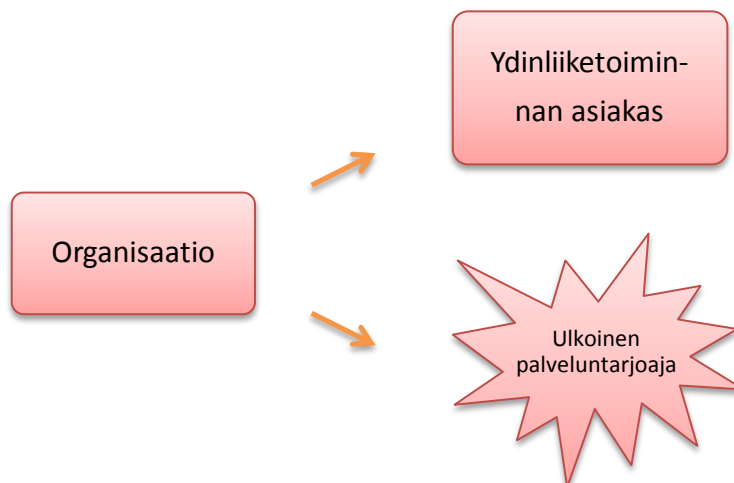 Ydinliiketoimin-
nan asiakas
Organisaatio
Ulkoinen
palveluntarjoaja